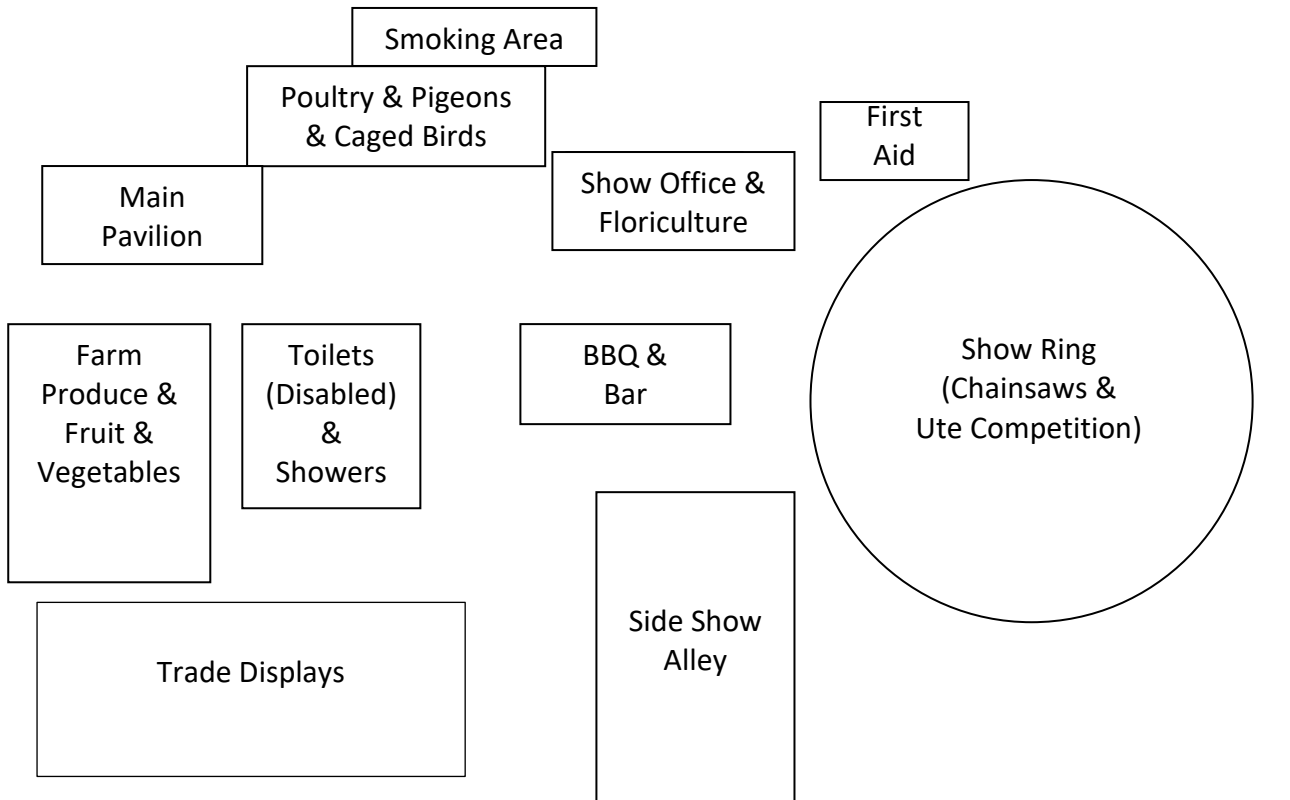 Smoking Area
Poultry & Pigeons
& Caged Birds
First
Aid
Show Office &
Floriculture
Main
Pavilion
Farm
Produce &
Fruit &
Vegetables
Toilets
(Disabled)
&
Showers
BBQ &
Bar
Show Ring
(Chainsaws &
Ute Competition)
Side Show
Alley
Trade Displays